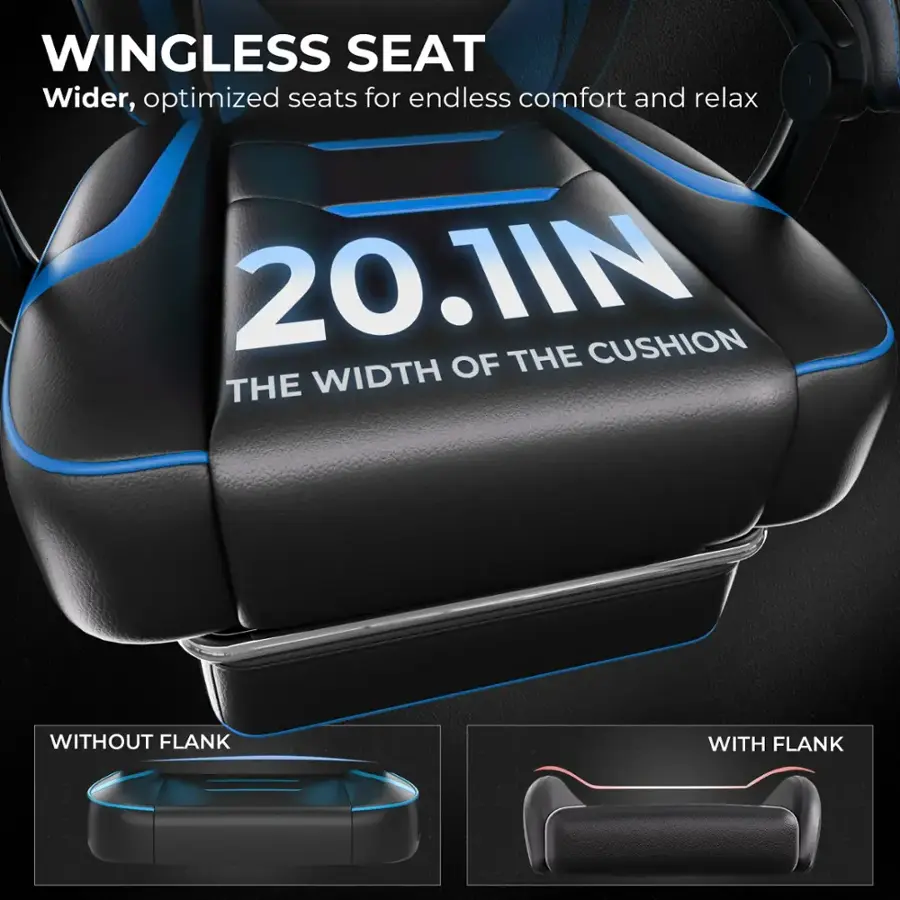 WINGLESS SEAT
Wider, optimized seats for endless comfort and relax
20.1IN
THE WIDTH OF THE CUSHION
WITHOUT FLANK
WITH FLANK